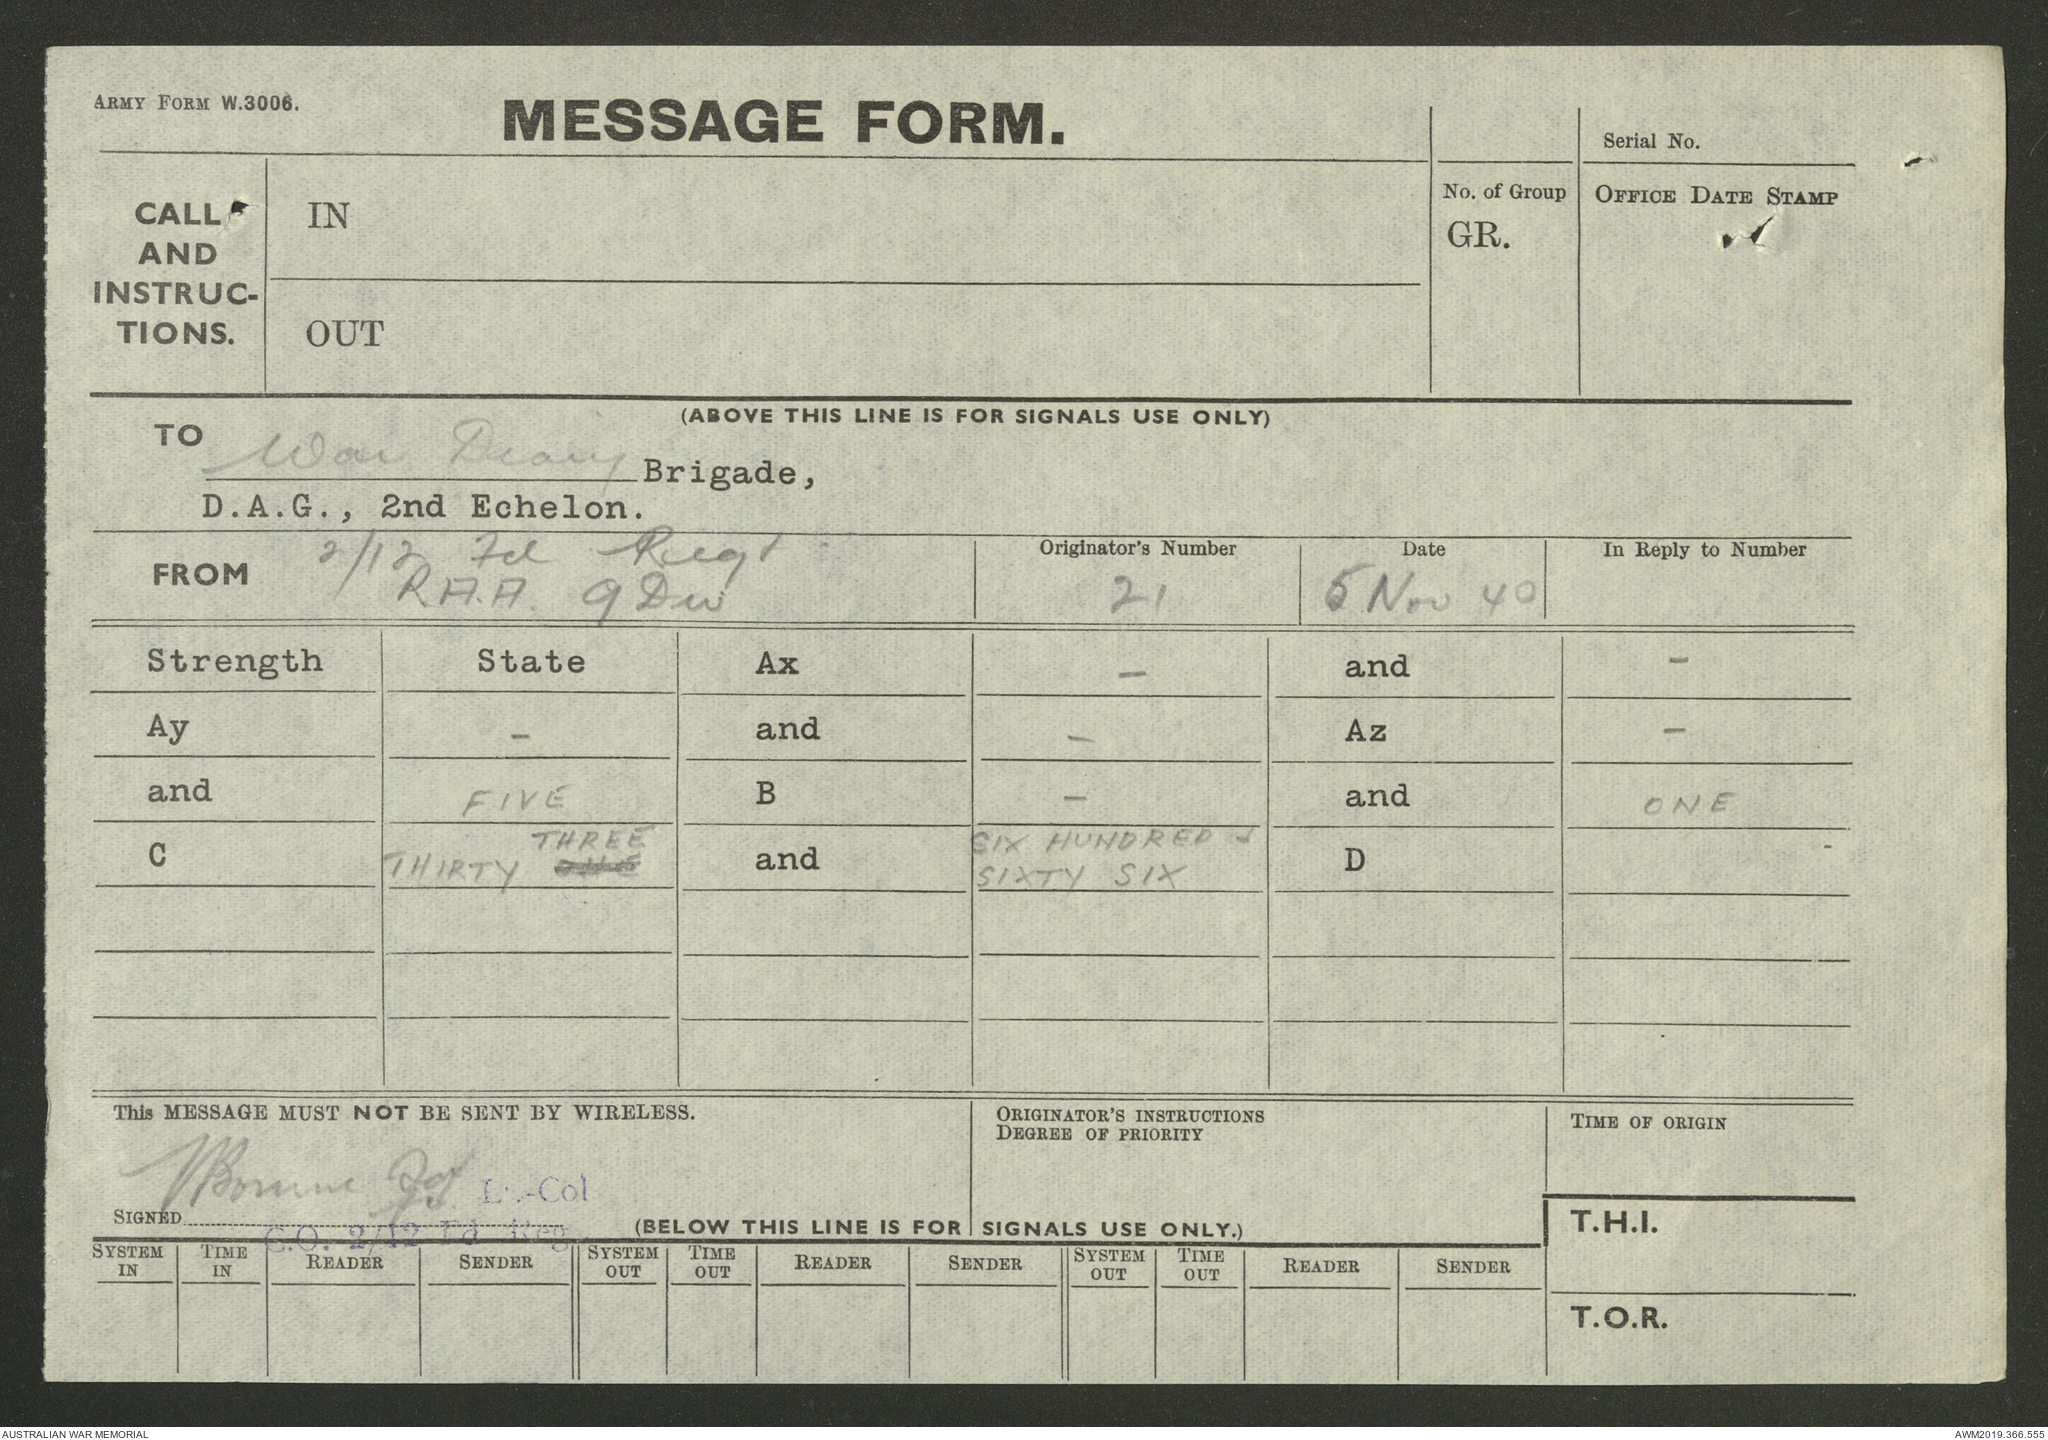 ARMY FORM W.3006.
MESSAGE FORM.
Serial No.
CALL
AND
INSTRUC-
TIONS.
IN
OUT
No. of Group
GR.
OFFICE DATE STAMP
(ABOVE THIS LINE IS FOR SIGNALS USE ONLY)
TO
War Diary Brigade,
D.A.G., 2nd Echelon.
FROM
2/12 Fd Regt
R.A.A. 9 Div
Originator's Number
21
Date
5 Nov 40
In Reply to Number
Strength State Ax - and -
Ay - and - Az -
and FIVE B - and ONE
C THIRTY ONE THREE and SIX HUNDRED & SIXTY SIX D -
This MESSAGE MUST NOT BE SENT BY WIRELESS.
ORIGINATOR'S INSTRUCTIONS
DEGREE OF PRIORITY
TIME OF ORIGIN
Lt.-Col
SIGNED
C.O. 2/12 Fd Reg
(BELOW THIS LINE IS FOR SIGNALS USE ONLY.)
T.H.I.
SYSTEM IN TIME IN READER SENDER SYSTEM OUT TIME OUT READER SENDER SYSTEM OUT TIME OUT READER SENDER
T.O.R.
AUSTRALIAN WAR MEMORIAL
AWM2019.366.555